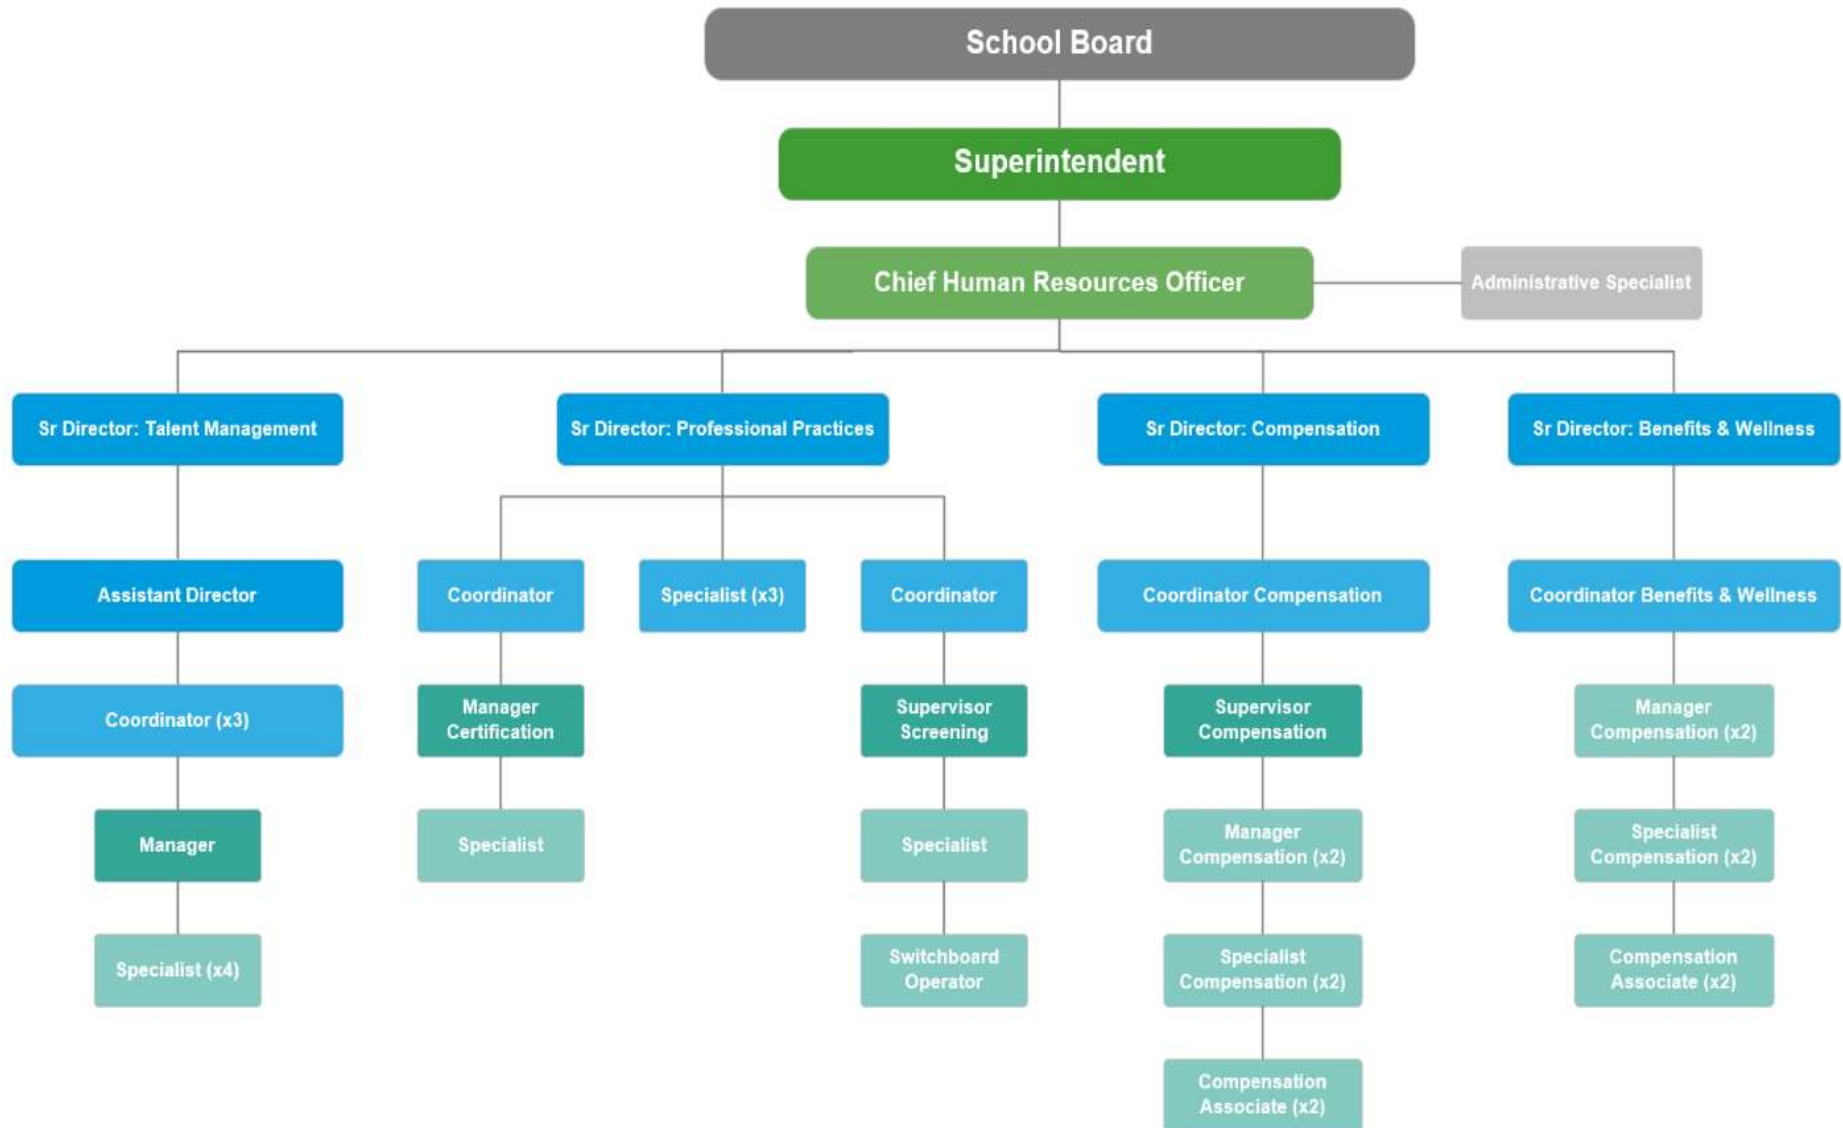 School Board
Superintendent
Chief Human Resources Officer
Administrative Specialist
Sr Director: Talent Management
Sr Director: Professional Practices
Sr Director: Compensation
Sr Director: Benefits & Wellness
Assistant Director
Coordinator
Specialist (x3)
Coordinator
Coordinator Compensation
Coordinator Benefits & Wellness
Coordinator (x3)
Manager
Certification
Supervisor
Screening
Supervisor
Compensation
Manager
Compensation (x2)
Manager
Specialist
Specialist
Manager
Compensation (x2)
Specialist
Compensation (x2)
Specialist (x4)
Switchboard
Operator
Specialist
Compensation (x2)
Compensation
Associate (x2)
Compensation
Associate (x2)